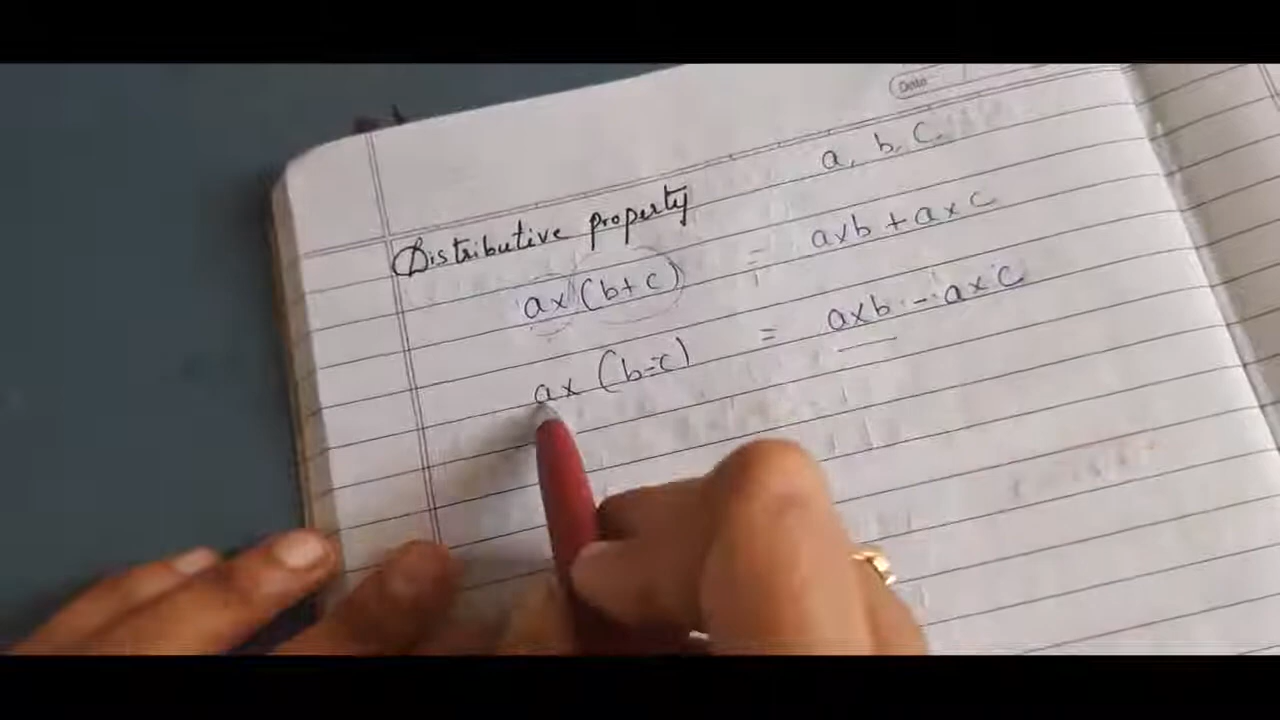 Date
a, b, c.
Distributive property
a×(b+c) = a×b + a×c
a×(b-c) = a×b - a×c